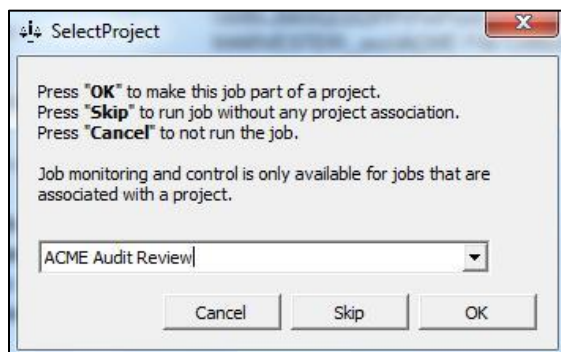 SelectProject
Press "OK" to make this job part of a project.
Press "Skip" to run job without any project association.
Press "Cancel" to not run the job.
Job monitoring and control is only available for jobs that are
associated with a project.
ACME Audit Review
Cancel Skip OK